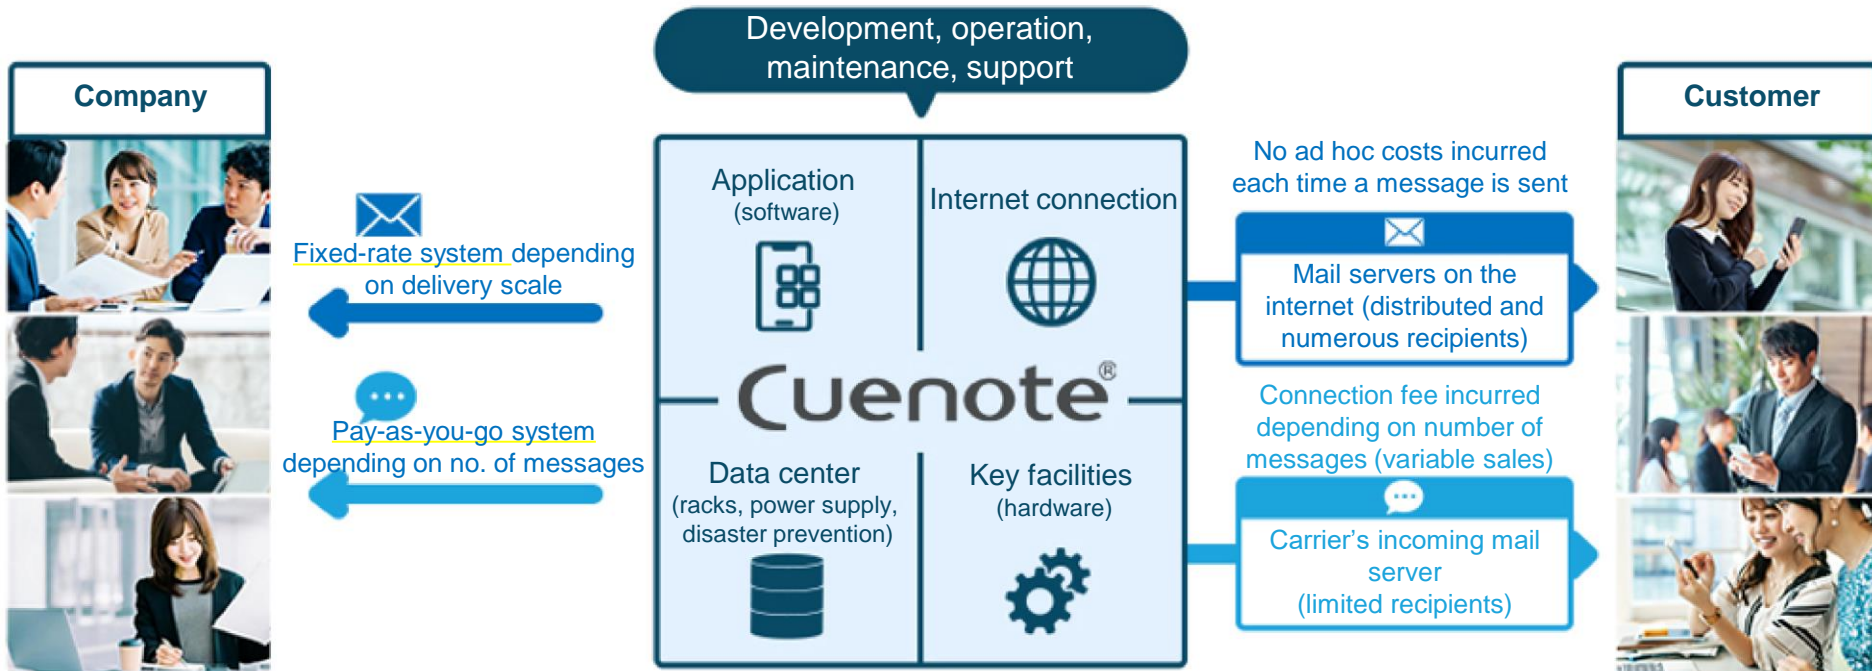 Development, operation,
maintenance, support
Company
Fixed-rate system depending
on delivery scale
Pay-as-you-go system
depending on no. of messages
Application
(software)
Internet connection
Cuenote®
Data center
(racks, power supply,
disaster prevention)
Key facilities
(hardware)
No ad hoc costs incurred
each time a message is sent
Mail servers on the
internet (distributed and
numerous recipients)
Connection fee incurred
depending on number of
messages (variable sales)
Carrier’s incoming mail
server
(limited recipients)
Customer